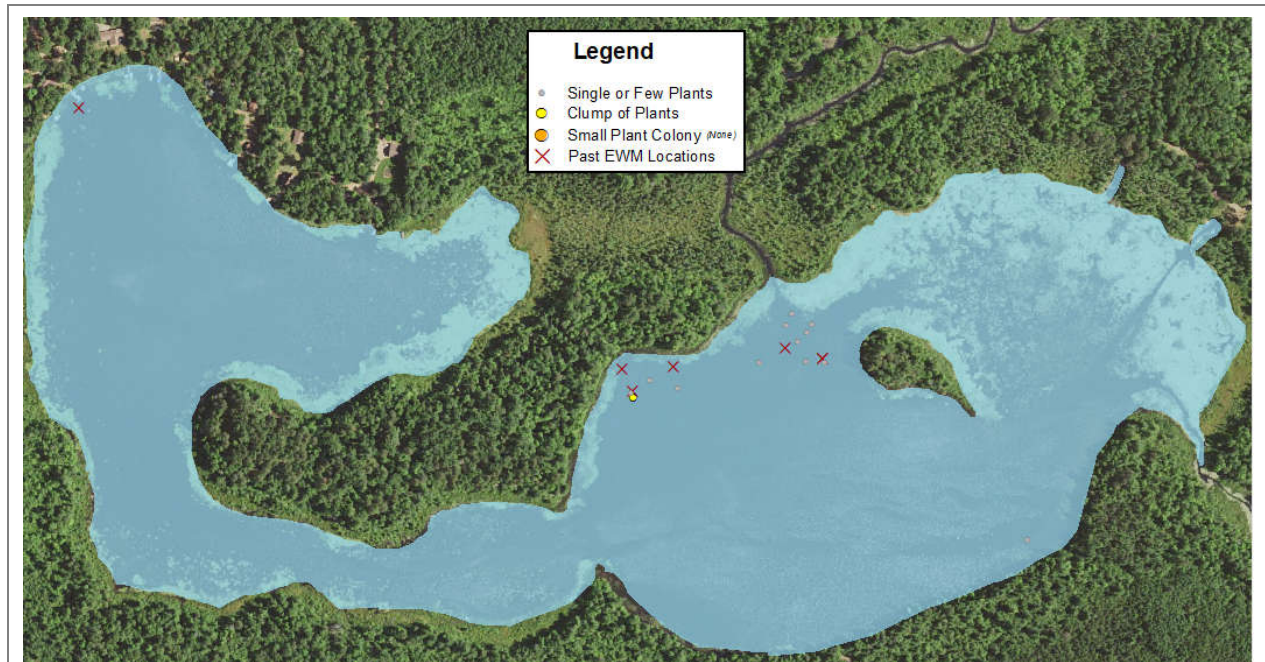 Legend
Single or Few Plants
Clump of Plants
Small Plant Colony (None)
Past EWM Locations